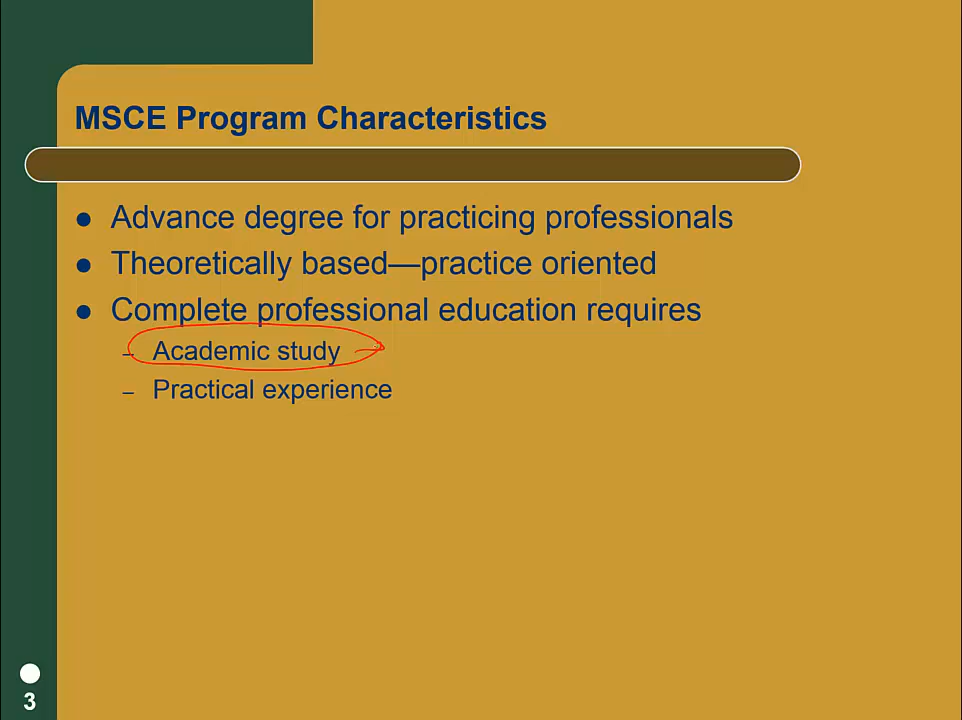 MSCE Program Characteristics
● Advance degree for practicing professionals
● Theoretically based—practice oriented
● Complete professional education requires
– Academic study
– Practical experience
3